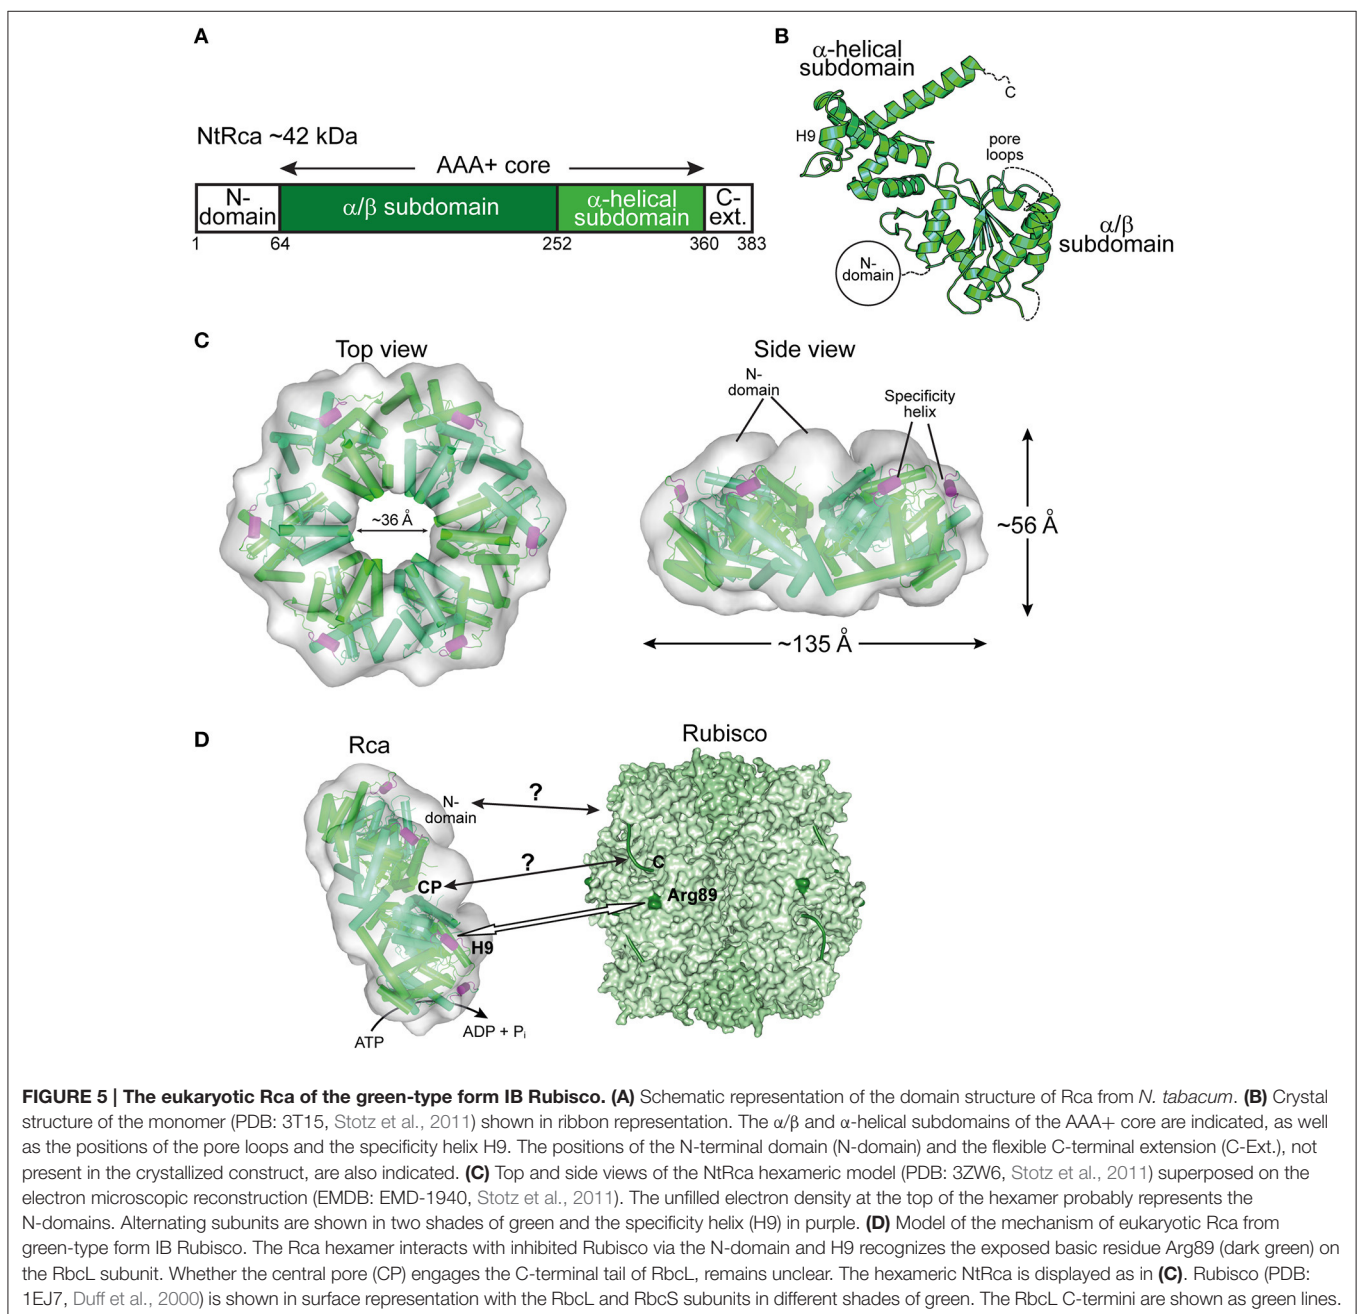 A
NtRca ~42 kDa
AAA+ core
N-
domain
α/β subdomain
α-helical
subdomain
C-
ext.
1
64
252
360
383
B
α-helical
subdomain
C
H9
pore
loops
α/β
subdomain
N-
domain
C
Top view
~36 Å
Side view
N-
domain
Specificity
helix
~56 Å
~135 Å
D
Rca
Rubisco
N-
domain
?
?
C
CP
Arg89
H9
ATP
ADP + Pi
FIGURE 5 | The eukaryotic Rca of the green-type form IB Rubisco. (A) Schematic representation of the domain structure of Rca from N. tabacum. (B) Crystal
structure of the monomer (PDB: 3T15, Stotz et al., 2011) shown in ribbon representation. The α/β and α-helical subdomains of the AAA+ core are indicated, as well
as the positions of the pore loops and the specificity helix H9. The positions of the N-terminal domain (N-domain) and the flexible C-terminal extension (C-Ext.), not
present in the crystallized construct, are also indicated. (C) Top and side views of the NtRca hexameric model (PDB: 3ZW6, Stotz et al., 2011) superposed on the
electron microscopic reconstruction (EMDB: EMD-1940, Stotz et al., 2011). The unfilled electron density at the top of the hexamer probably represents the
N-domains. Alternating subunits are shown in two shades of green and the specificity helix (H9) in purple. (D) Model of the mechanism of eukaryotic Rca from
green-type form IB Rubisco. The Rca hexamer interacts with inhibited Rubisco via the N-domain and H9 recognizes the exposed basic residue Arg89 (dark green) on
the RbcL subunit. Whether the central pore (CP) engages the C-terminal tail of RbcL, remains unclear. The hexameric NtRca is displayed as in (C). Rubisco (PDB:
1EJ7, Duff et al., 2000) is shown in surface representation with the RbcL and RbcS subunits in different shades of green. The RbcL C-termini are shown as green lines.